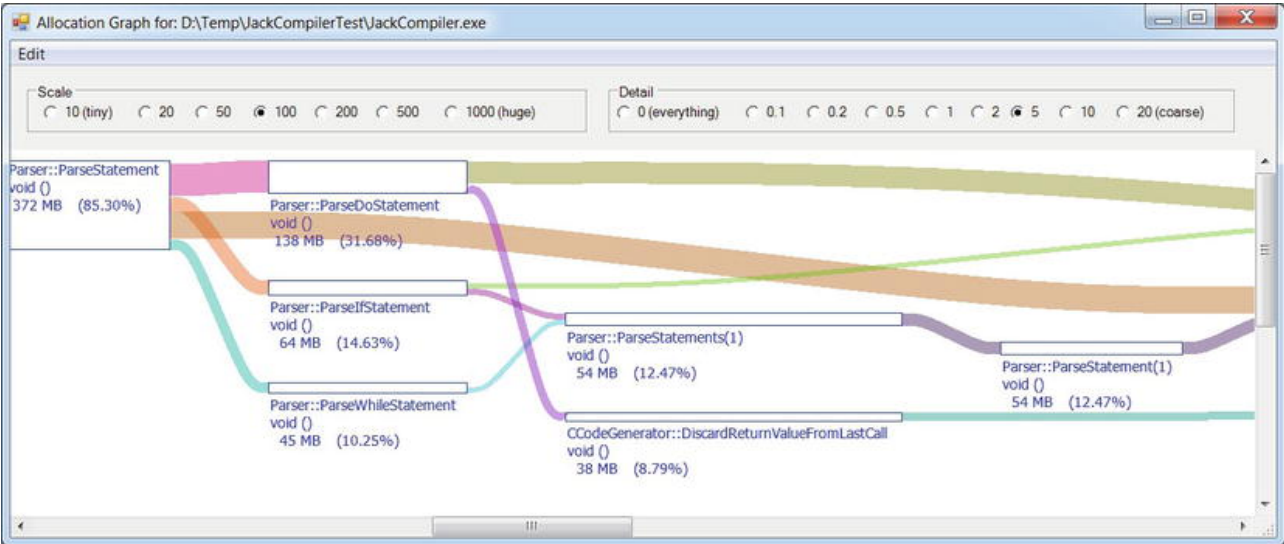 Allocation Graph for: D:\Temp\JackCompilerTest\JackCompiler.exe
Edit
Scale
10 (tiny) 20 50 100 200 500 1000 (huge)
Detail
0 (everything) 0.1 0.2 0.5 1 2 5 10 20 (coarse)
Parser::ParseStatement
void ()
372 MB (85.30%)
Parser::ParseDoStatement
void ()
138 MB (31.68%)
Parser::ParseIfStatement
void ()
64 MB (14.63%)
Parser::ParseWhileStatement
void ()
45 MB (10.25%)
Parser::ParseStatements(1)
void ()
54 MB (12.47%)
CCodeGenerator::DiscardReturnValueFromLastCall
void ()
38 MB (8.79%)
Parser::ParseStatement(1)
void ()
54 MB (12.47%)